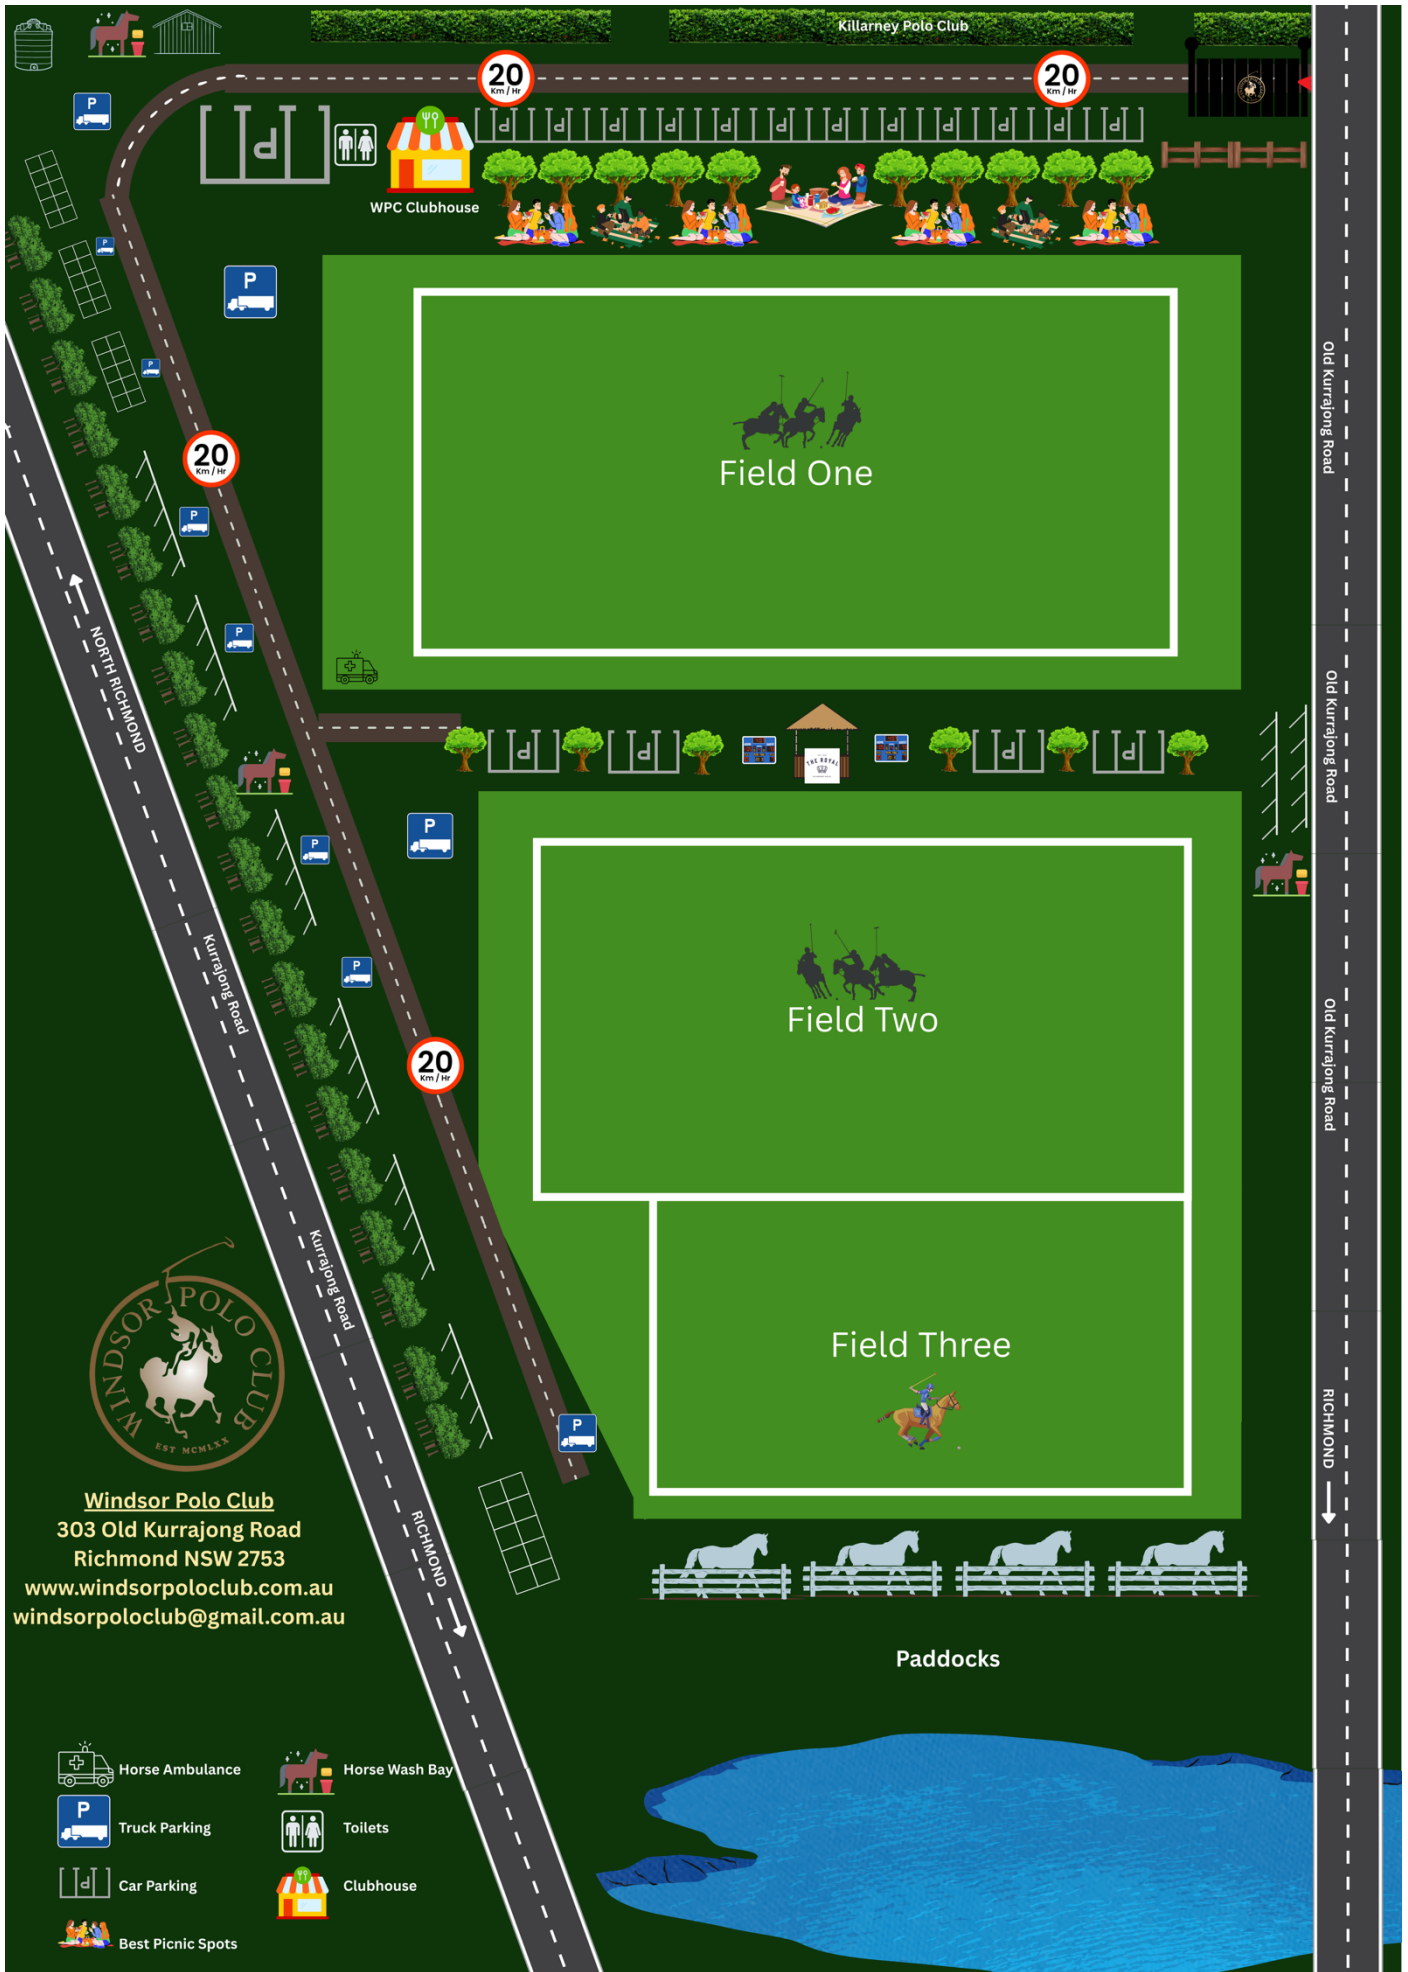 Killarney Polo Club
20
Km / Hr
20
Km / Hr
P
WPC Clubhouse
P
P
P
20
Km / Hr
P
P
Field One
Old Kurrajong Road
NORTH RICHMOND
THE ROYAL
Old Kurrajong Road
P
P
P
Kurrajong Road
Field Two
Old Kurrajong Road
20
Km / Hr
Kurrajong Road
Field Three
RICHMOND
P
WINDSOR POLO CLUB
EST MCMLXX
Windsor Polo Club
303 Old Kurrajong Road
Richmond NSW 2753
www.windsorpoloclub.com.au
windsorpoloclub@gmail.com.au
RICHMOND
Paddocks
Horse Ambulance
Horse Wash Bay
P
Truck Parking
Toilets
Car Parking
Clubhouse
Best Picnic Spots